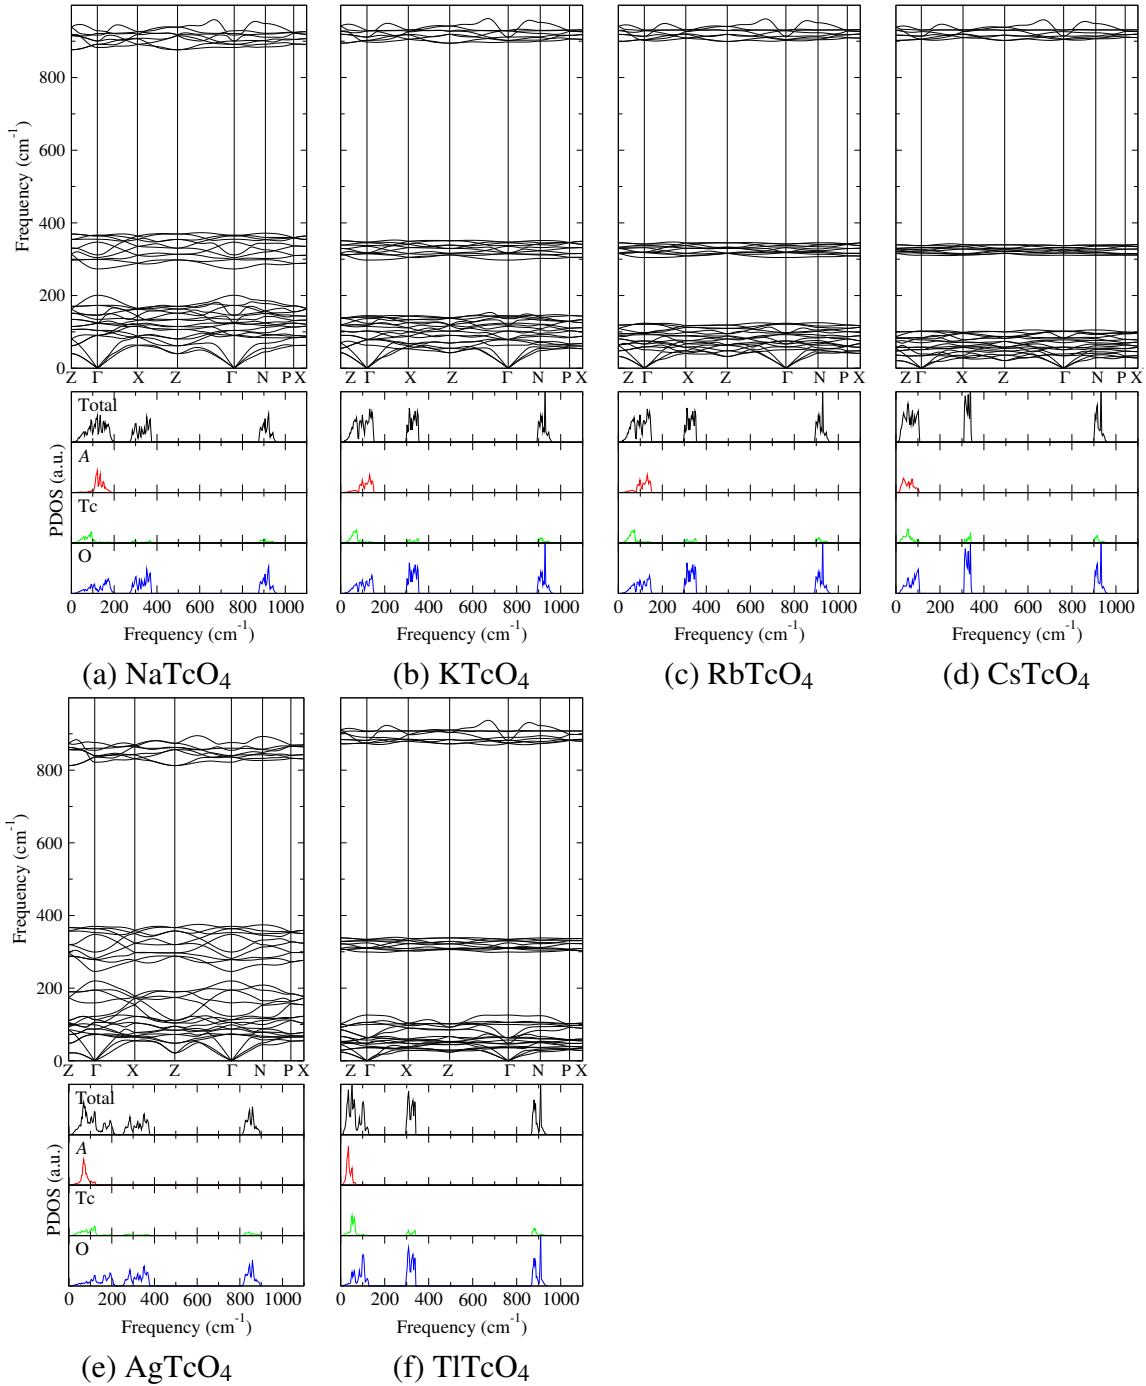 800
600
400
200
0
Frequency (cm⁻¹)
Z Γ X Z Γ N P X
Z Γ X Z Γ N P X
Z Γ X Z Γ N P X
Z Γ X Z Γ N P X
PDOS (a.u.)
Total
A
Tc
O
0 200 400 600 800 1000
0 200 400 600 800 1000
0 200 400 600 800 1000
0 200 400 600 800 1000
Frequency (cm⁻¹)
Frequency (cm⁻¹)
Frequency (cm⁻¹)
Frequency (cm⁻¹)
(a) NaTcO₄
(b) KTcO₄
(c) RbTcO₄
(d) CsTcO₄
800
600
400
200
0
Frequency (cm⁻¹)
Z Γ X Z Γ N P X
Z Γ X Z Γ N P X
PDOS (a.u.)
Total
A
Tc
O
0 200 400 600 800 1000
0 200 400 600 800 1000
Frequency (cm⁻¹)
Frequency (cm⁻¹)
(e) AgTcO₄
(f) TlTcO₄